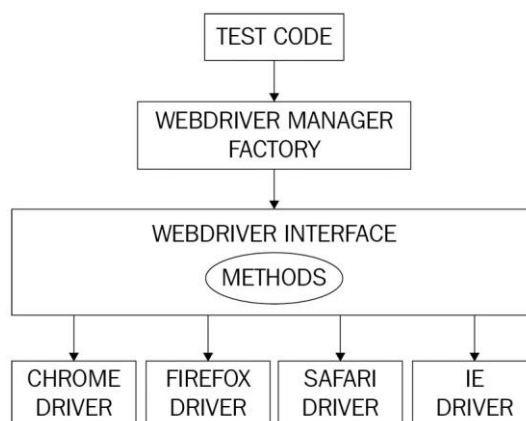 TEST CODE
WEBDRIVER MANAGER
FACTORY
WEBDRIVER INTERFACE
METHODS
CHROME
DRIVER
FIREFOX
DRIVER
SAFARI
DRIVER
IE
DRIVER